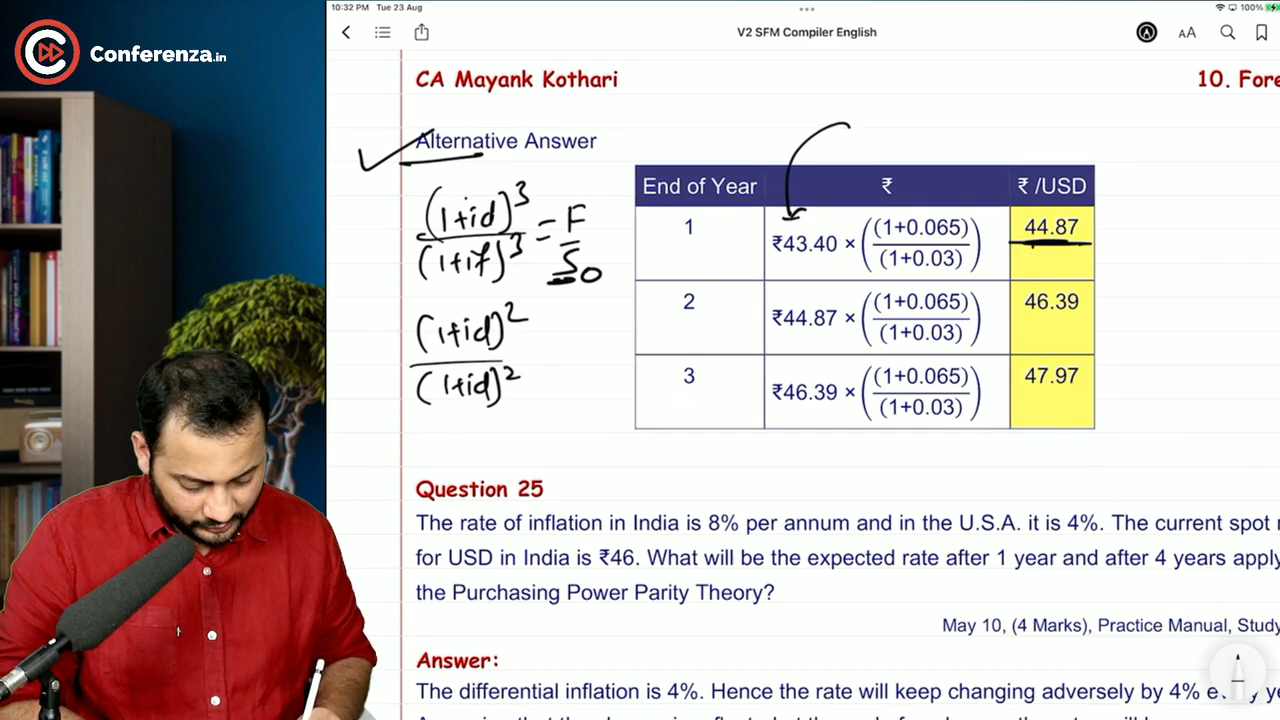 10:32 PM Tue 23 Aug
100%
Conferenza.in
V2 SFM Compiler English
AA
CA Mayank Kothari
10. Fore
Alternative Answer
(1+id)^3 / (1+if)^3 = F / S0
(1+id)^2 / (1+id)^2
End of Year ₹ ₹ /USD
1 ₹43.40 × ((1+0.065)/(1+0.03)) 44.87
2 ₹44.87 × ((1+0.065)/(1+0.03)) 46.39
3 ₹46.39 × ((1+0.065)/(1+0.03)) 47.97
Question 25
The rate of inflation in India is 8% per annum and in the U.S.A. it is 4%. The current spot
for USD in India is ₹46. What will be the expected rate after 1 year and after 4 years apply
the Purchasing Power Parity Theory?
May 10, (4 Marks), Practice Manual, Study
Answer:
The differential inflation is 4%. Hence the rate will keep changing adversely by 4%